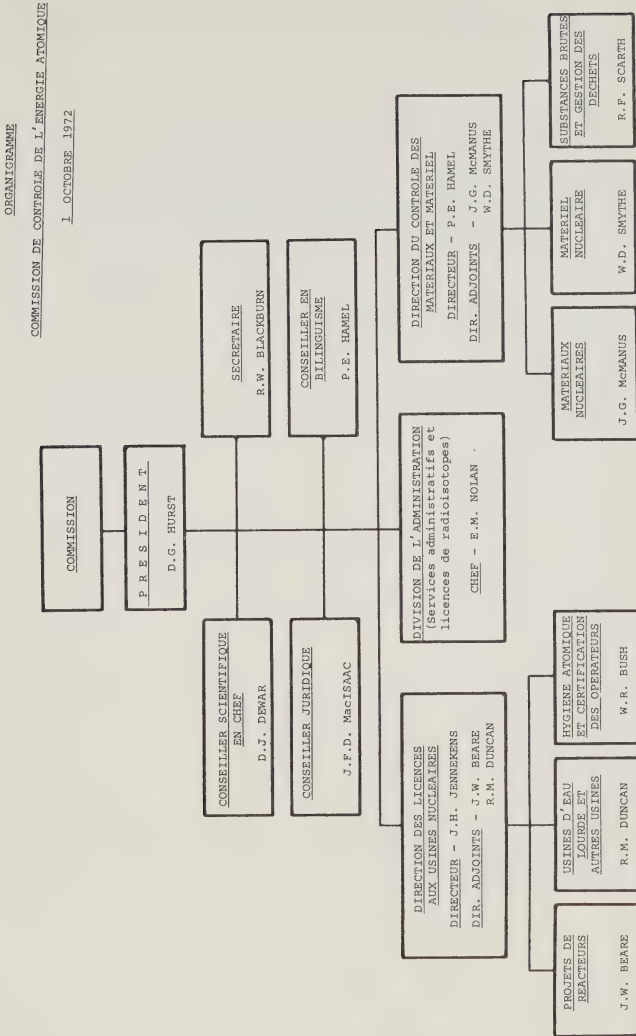 ORGANIGRAMME
COMMISSION DE CONTROLE DE L'ENERGIE ATOMIQUE
1 OCTOBRE 1972
COMMISSION
PRESIDENT
D.G. HURST
CONSEILLER SCIENTIFIQUE
EN CHEF
D.J. DEWAR
SECRETAIRE
R.W. BLACKBURN
CONSEILLER JURIDIQUE
J.F.D. MacISAAC
CONSEILLER EN
BILINGUISME
P.E. HAMEL
DIRECTION DES LICENCES
AUX USINES NUCLEAIRES
DIRECTEUR - J.H. JENNEKENS
DIR. ADJOINTS - J.W. BEARE
R.M. DUNCAN
DIVISION DE L'ADMINISTRATION
(Services administratifs et
licences de radioisotopes)
CHEF - E.M. NOLAN
DIRECTION DU CONTROLE DES
MATERIAUX ET MATERIEL
DIRECTEUR - P.E. HAMEL
DIR. ADJOINTS - J.G. McMANUS
W.D. SMYTHE
PROJETS DE
REACTEURS
J.W. BEARE
USINES D'EAU
LOURDE ET
AUTRES USINES
R.M. DUNCAN
HYGIENE ATOMIQUE
ET CERTIFICATION
DES OPERATEURS
W.R. BUSH
MATERIAUX
NUCLEAIRES
J.G. McMANUS
MATERIEL
NUCLEAIRE
W.D. SMYTHE
SUBSTANCES BRUTES
ET GESTION DES
DECHETS
R.F. SCARTH